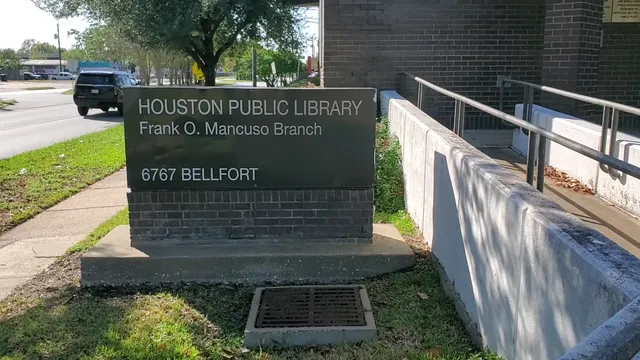 HOUSTON PUBLIC LIBRARY
Frank O. Mancuso Branch
6767 BELLFORT